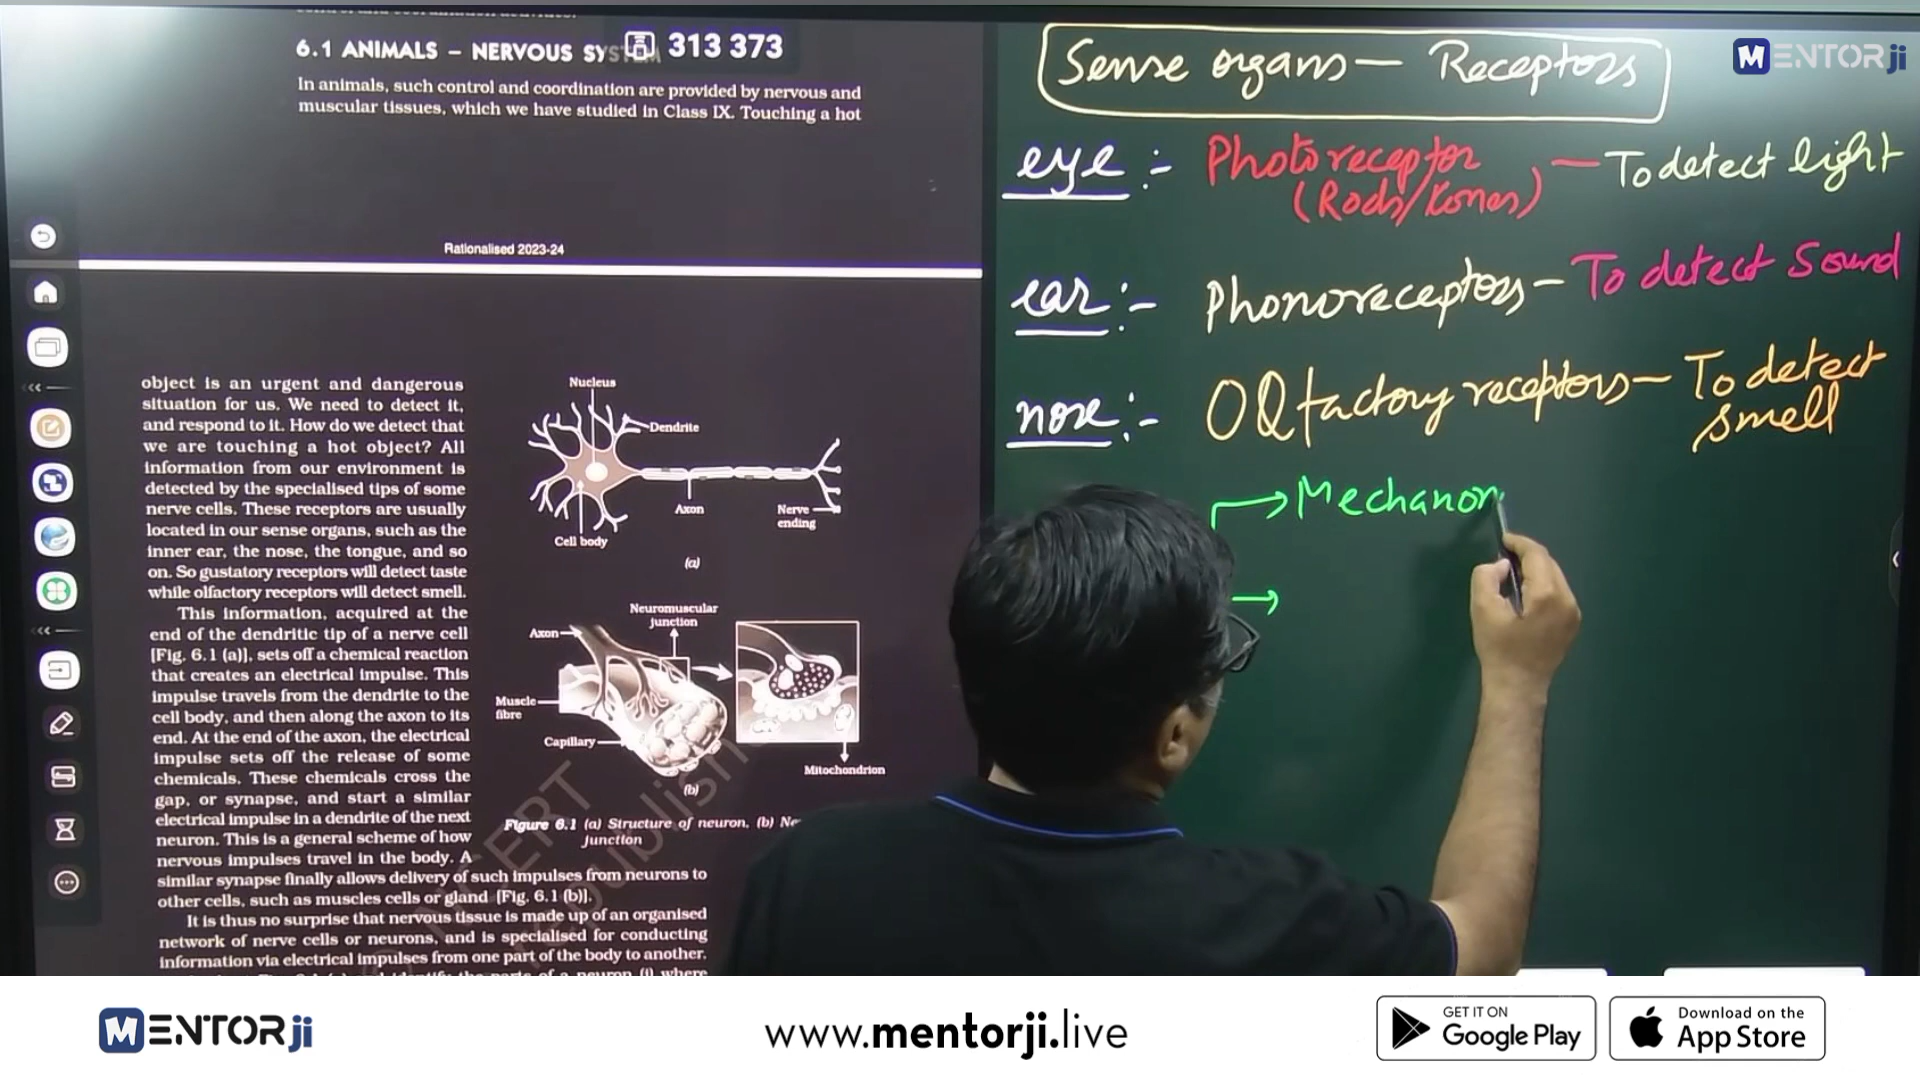 6.1 ANIMALS – NERVOUS SYSTEM
313 373
In animals, such control and coordination are provided by nervous and
muscular tissues, which we have studied in Class IX. Touching a hot
Rationalised 2023-24
object is an urgent and dangerous
situation for us. We need to detect it,
and respond to it. How do we detect that
we are touching a hot object? All
information from our environment is
detected by the specialised tips of some
nerve cells. These receptors are usually
located in our sense organs, such as the
inner ear, the nose, the tongue, and so
on. So gustatory receptors will detect taste
while olfactory receptors will detect smell.
This information, acquired at the
end of the dendritic tip of a nerve cell
[Fig. 6.1 (a)], sets off a chemical reaction
that creates an electrical impulse. This
impulse travels from the dendrite to the
cell body, and then along the axon to its
end. At the end of the axon, the electrical
impulse sets off the release of some
chemicals. These chemicals cross the
gap, or synapse, and start a similar
electrical impulse in a dendrite of the next
neuron. This is a general scheme of how
nervous impulses travel in the body. A
similar synapse finally allows delivery of such impulses from neurons to
other cells, such as muscles cells or gland [Fig. 6.1 (b)].
It is thus no surprise that nervous tissue is made up of an organised
network of nerve cells or neurons, and is specialised for conducting
information via electrical impulses from one part of the body to another.
Nucleus
Dendrite
Axon
Nerve
ending
Cell body
(a)
Neuromuscular
junction
Axon
Muscle
fibre
Capillary
Mitochondrion
(b)
Figure 6.1 (a) Structure of neuron, (b) Ne
junction
Sense organs — Receptors
eye :- Photoreceptor — To detect light
(Rods/Kones)
ear :- Phonoreceptors – To detect Sound
nose :- Olfactory receptors – To detect
smell
→ Mechanor
→
MENTORji
MENTORji
www.mentorji.live
GET IT ON
Google Play
Download on the
App Store